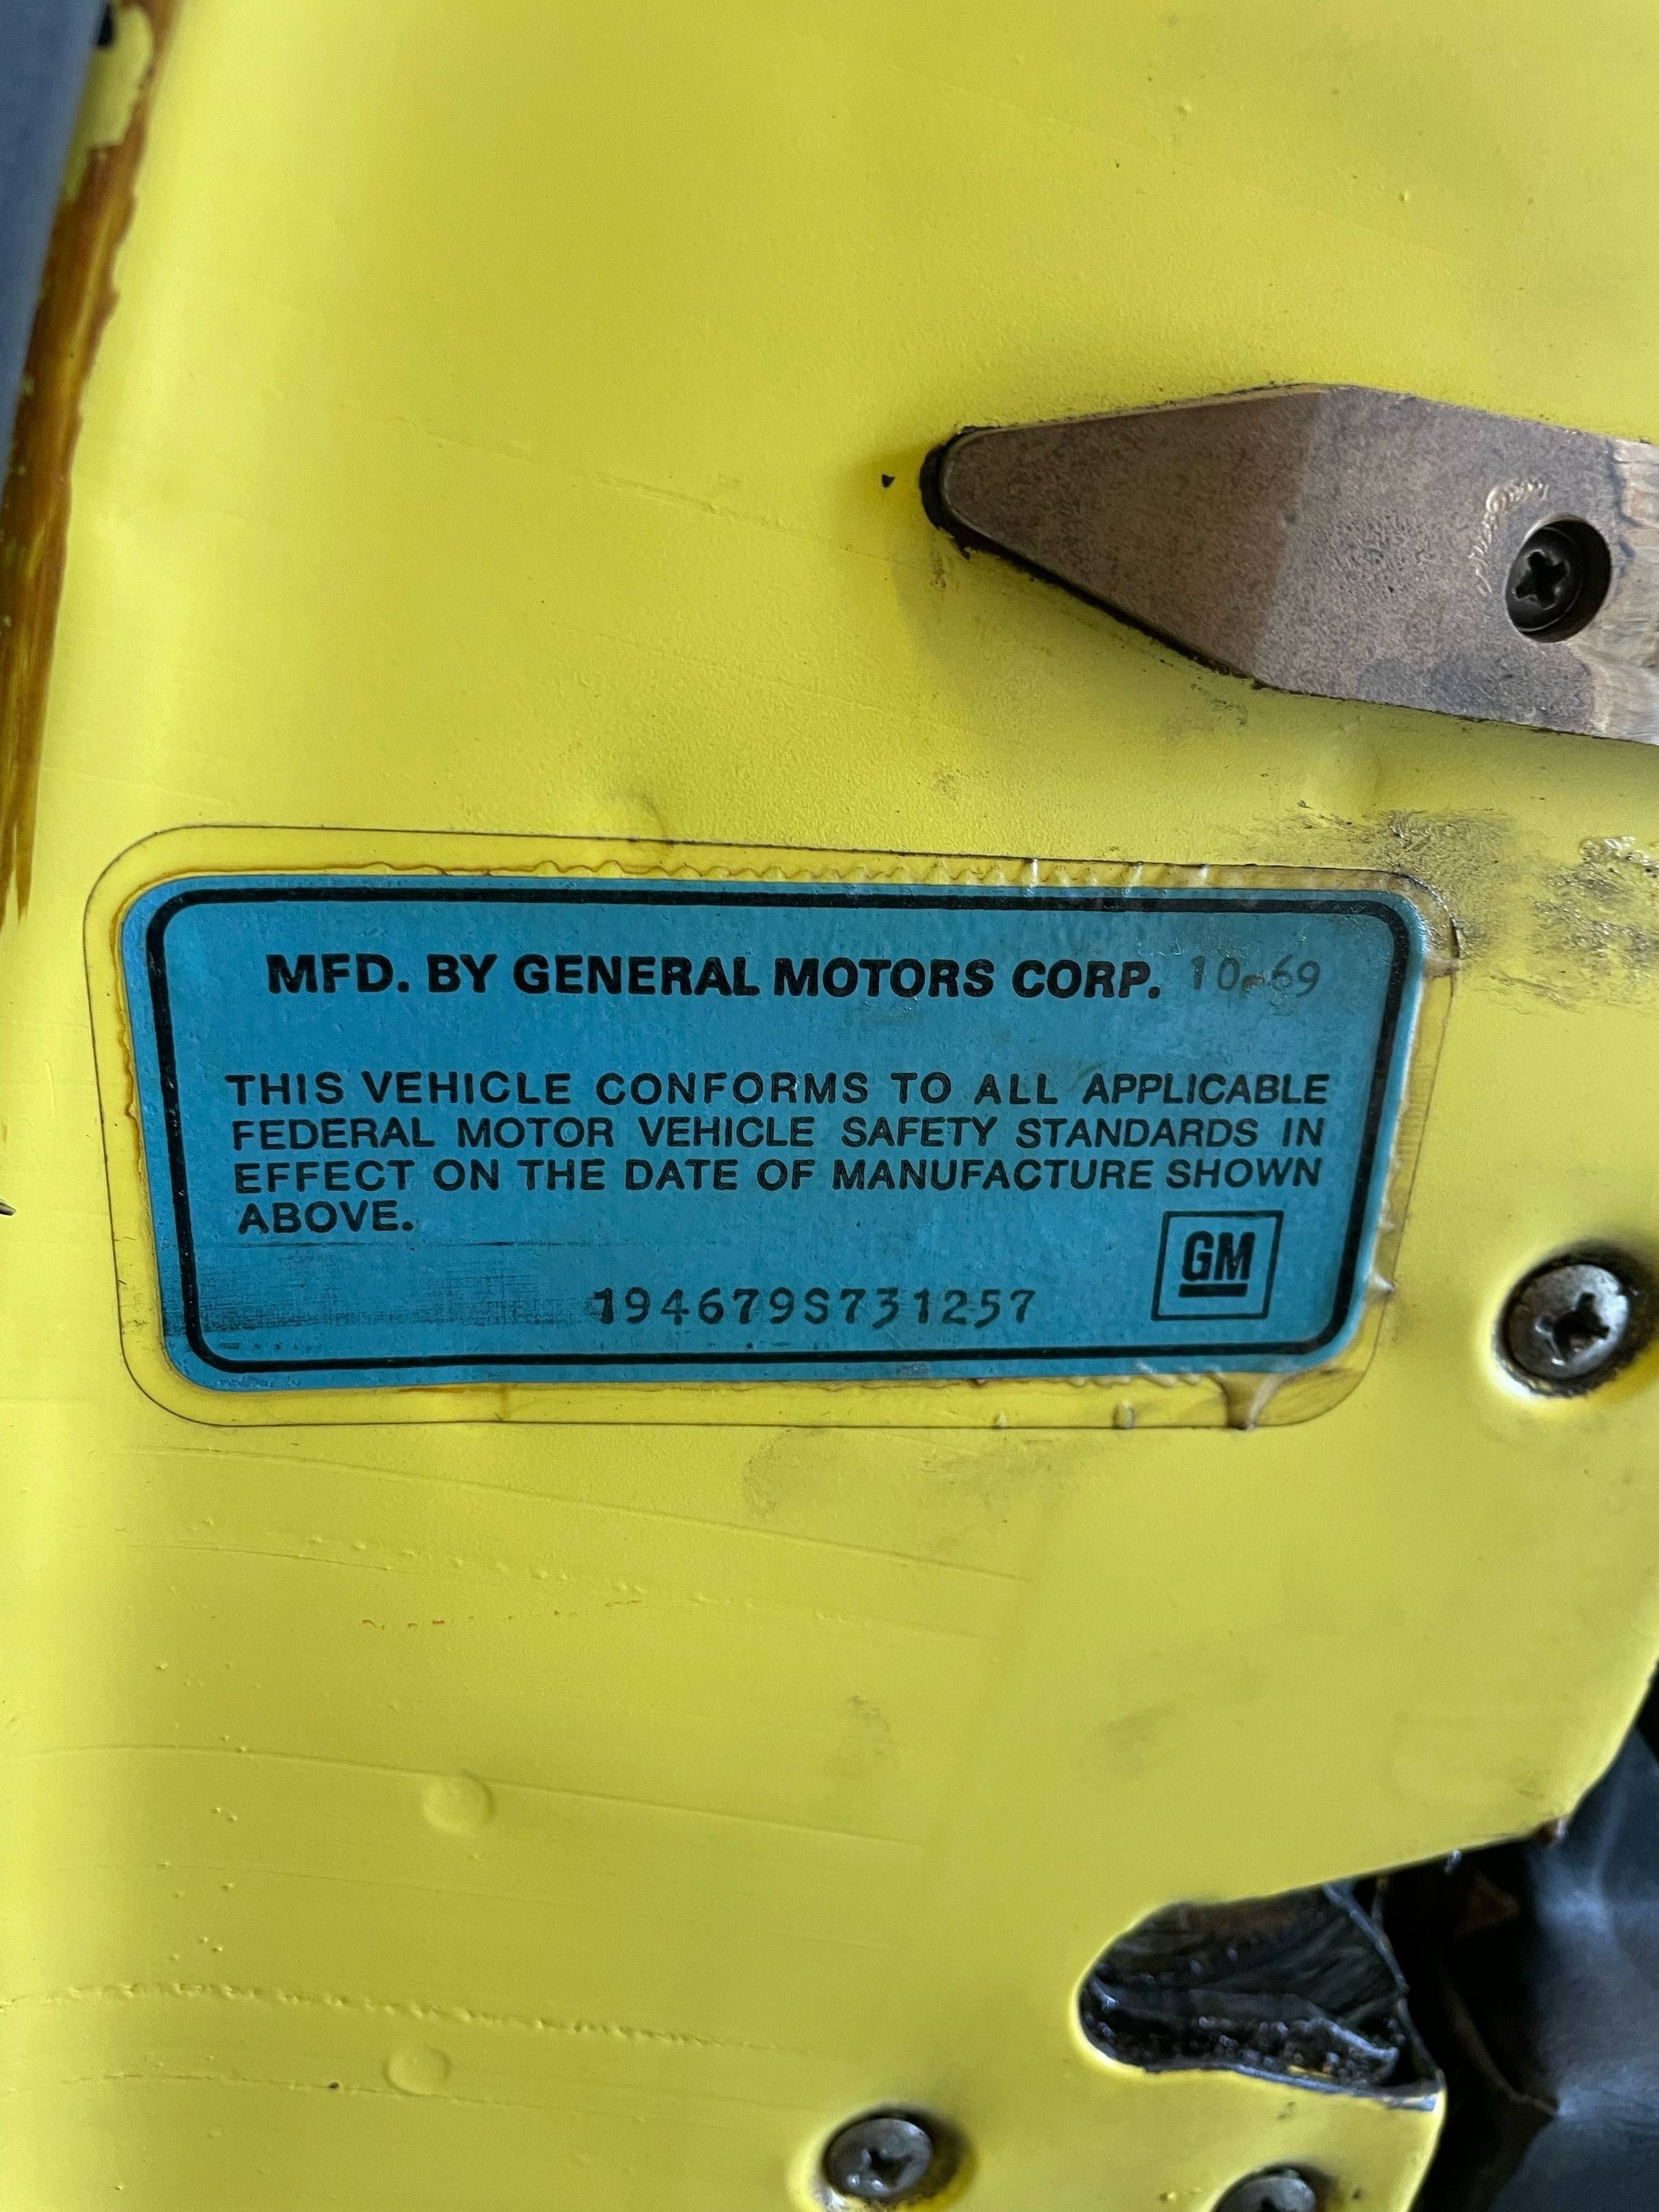 MFD. BY GENERAL MOTORS CORP. 10-69
THIS VEHICLE CONFORMS TO ALL APPLICABLE
FEDERAL MOTOR VEHICLE SAFETY STANDARDS IN
EFFECT ON THE DATE OF MANUFACTURE SHOWN
ABOVE.
GM
194679S731257